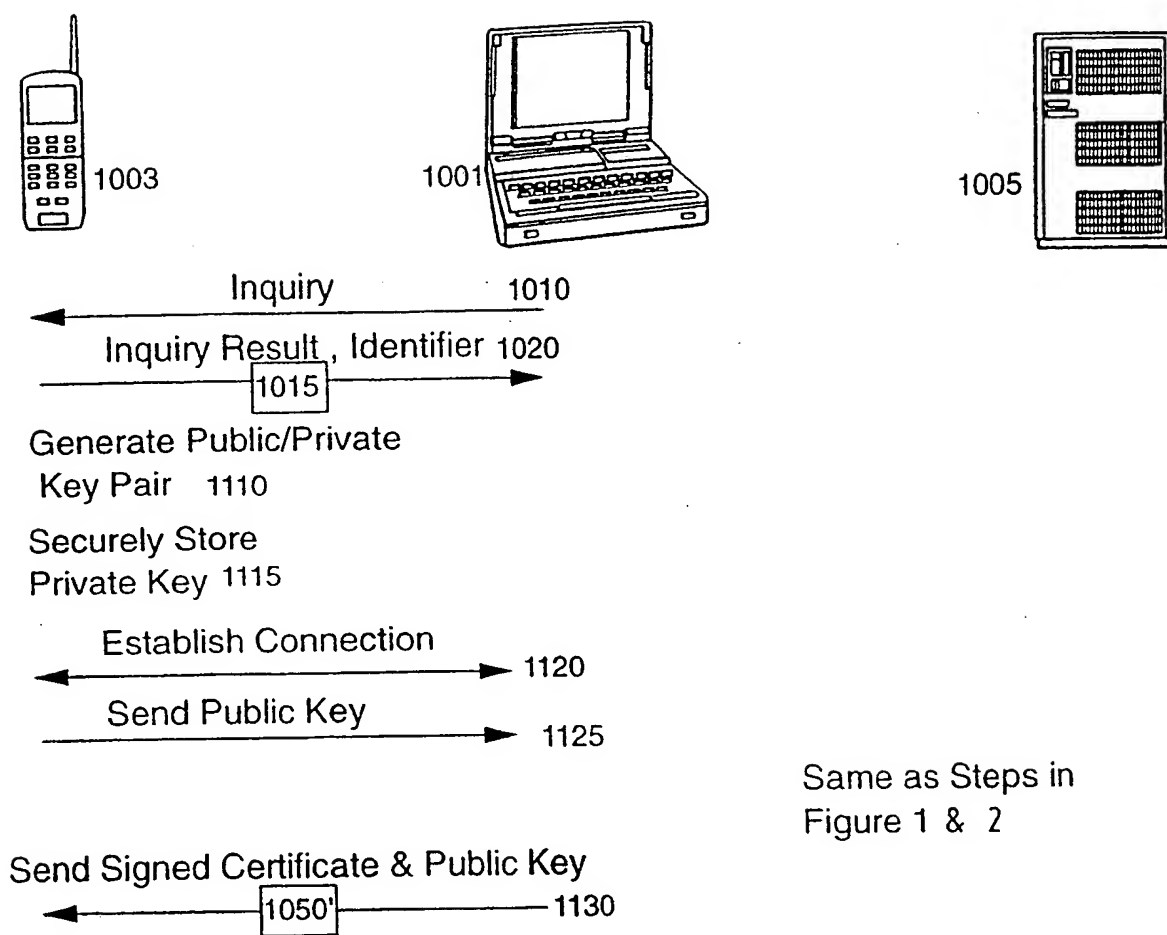 1003
1001
1005
Inquiry 1010
Inquiry Result , Identifier 1020
1015
Generate Public/Private
Key Pair 1110
Securely Store
Private Key 1115
Establish Connection
1120
Send Public Key
1125
Same as Steps in
Figure 1 & 2
Send Signed Certificate & Public Key
1050' 1130